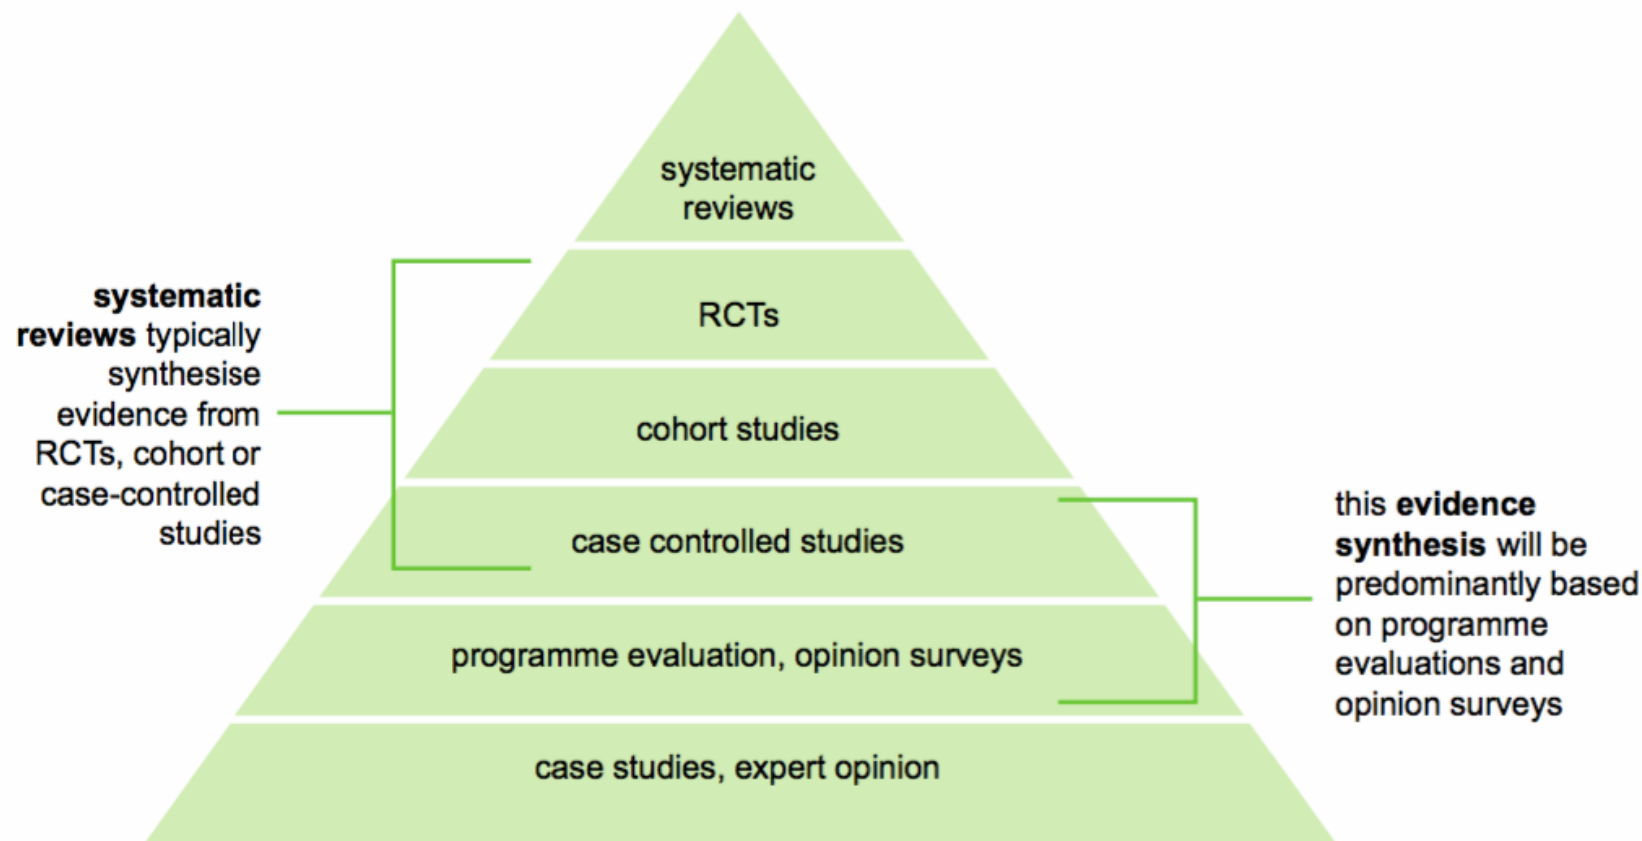 systematic
reviews
RCTs
cohort studies
case controlled studies
programme evaluation, opinion surveys
case studies, expert opinion
systematic
reviews typically
synthesise
evidence from
RCTs, cohort or
case-controlled
studies
this evidence
synthesis will be
predominantly based
on programme
evaluations and
opinion surveys